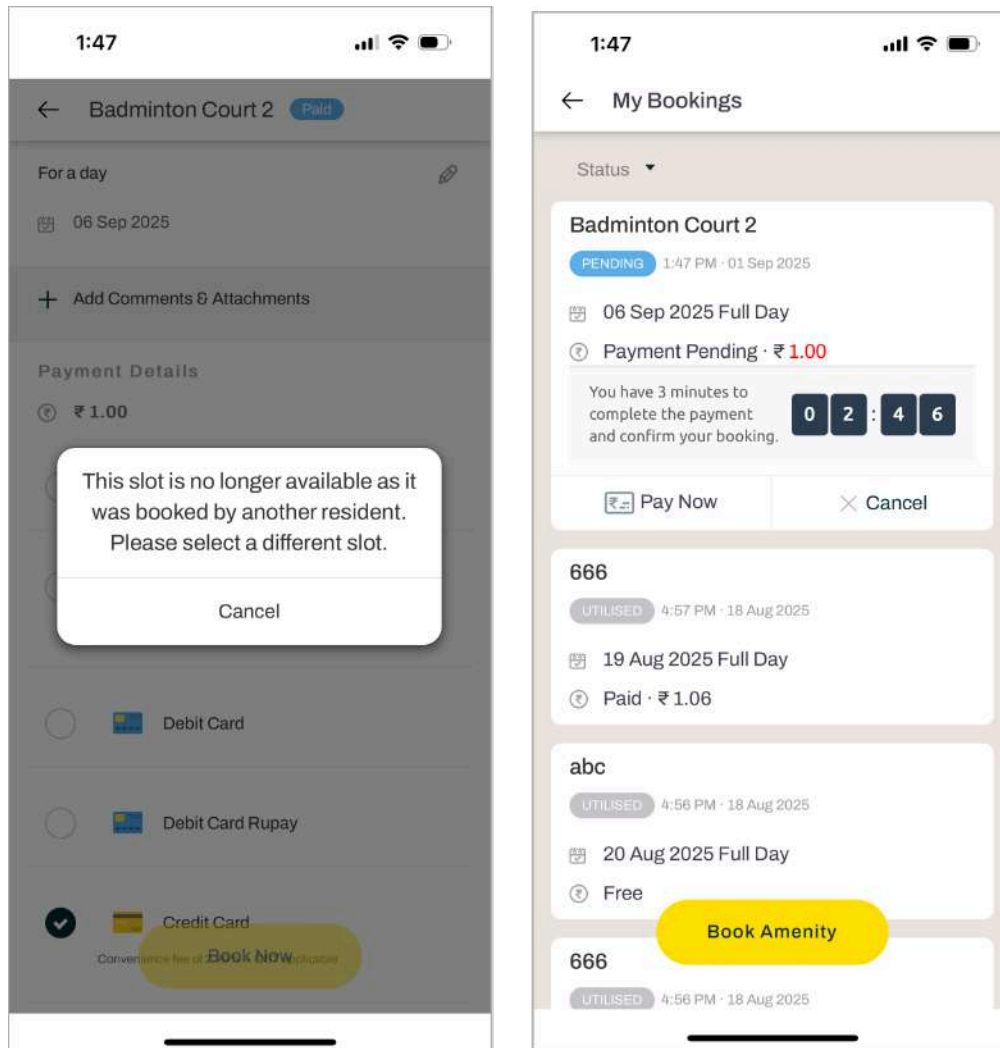 1:47
Badminton Court 2 Paid
For a day
06 Sep 2025
Add Comments & Attachments
Payment Details
₹ 1.00
This slot is no longer available as it
was booked by another resident.
Please select a different slot.
Cancel
Debit Card
Debit Card Rupay
Credit Card
Book Now
1:47
My Bookings
Status
Badminton Court 2
PENDING 1:47 PM · 01 Sep 2025
06 Sep 2025 Full Day
Payment Pending · ₹ 1.00
You have 3 minutes to
complete the payment
and confirm your booking.
0 2 : 4 6
Pay Now
Cancel
666
UTILISED 4:57 PM · 18 Aug 2025
19 Aug 2025 Full Day
Paid · ₹ 1.06
abc
UTILISED 4:56 PM · 18 Aug 2025
20 Aug 2025 Full Day
Free
Book Amenity
666
UTILISED 4:56 PM · 18 Aug 2025